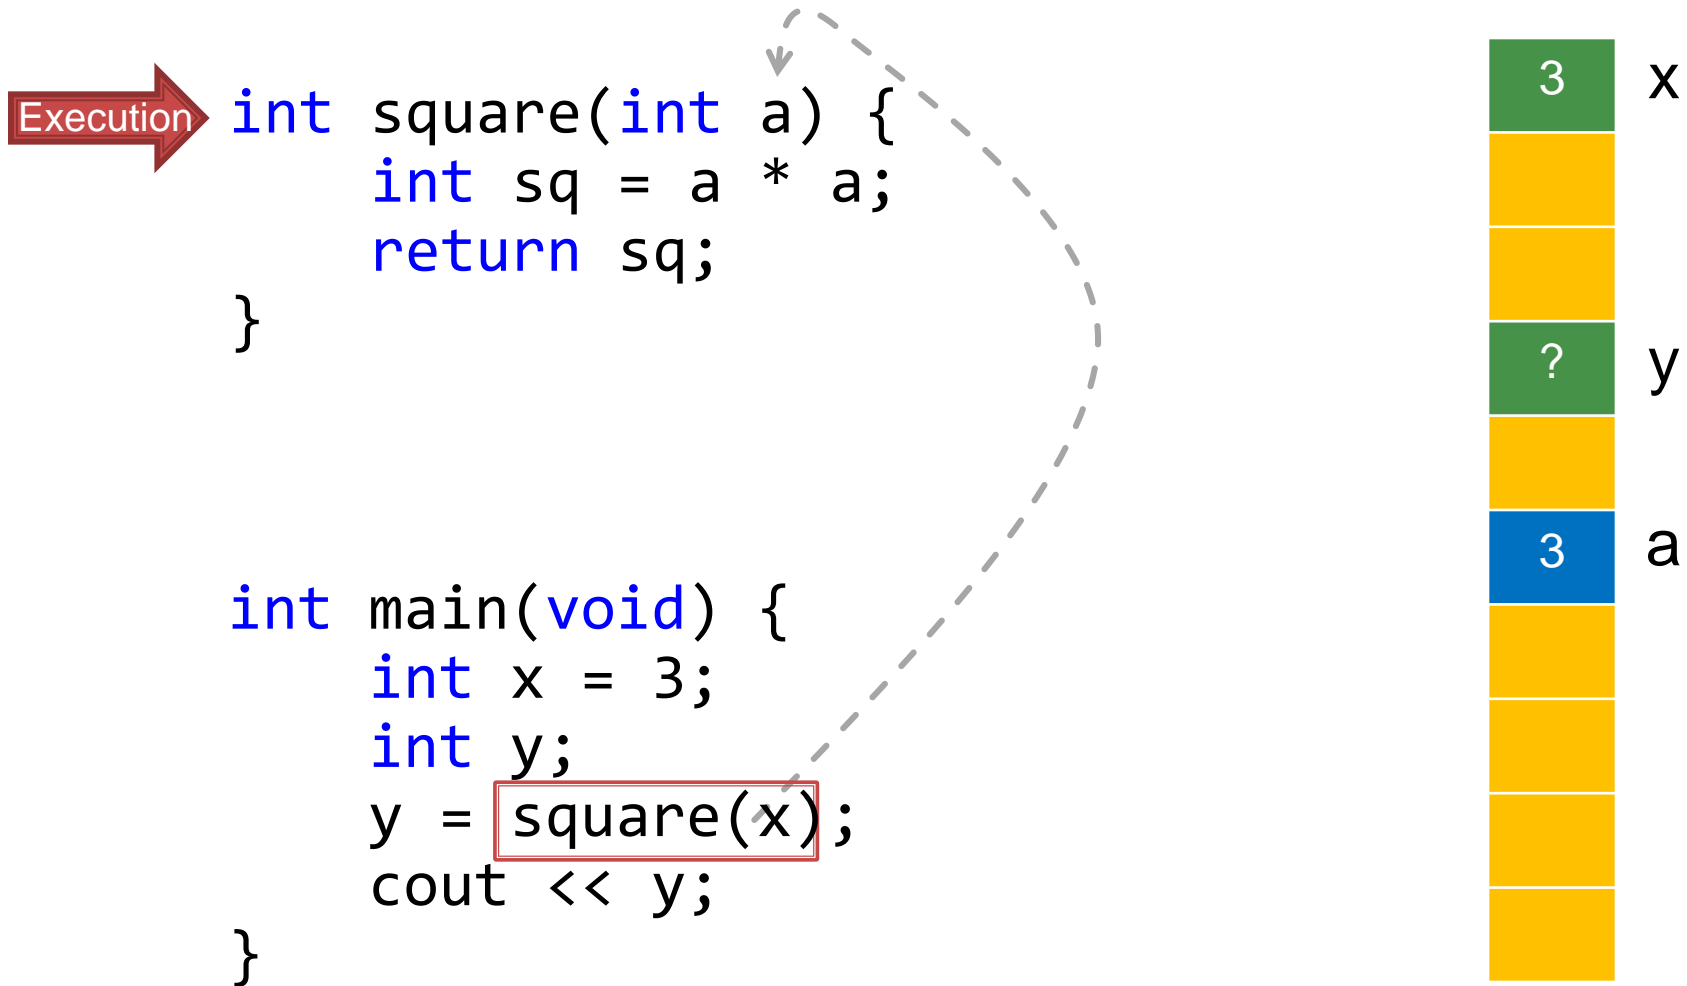 Execution
int square(int a) {
int sq = a * a;
return sq;
}
int main(void) {
int x = 3;
int y;
y = square(x);
cout << y;
}
3 x
? y
3 a